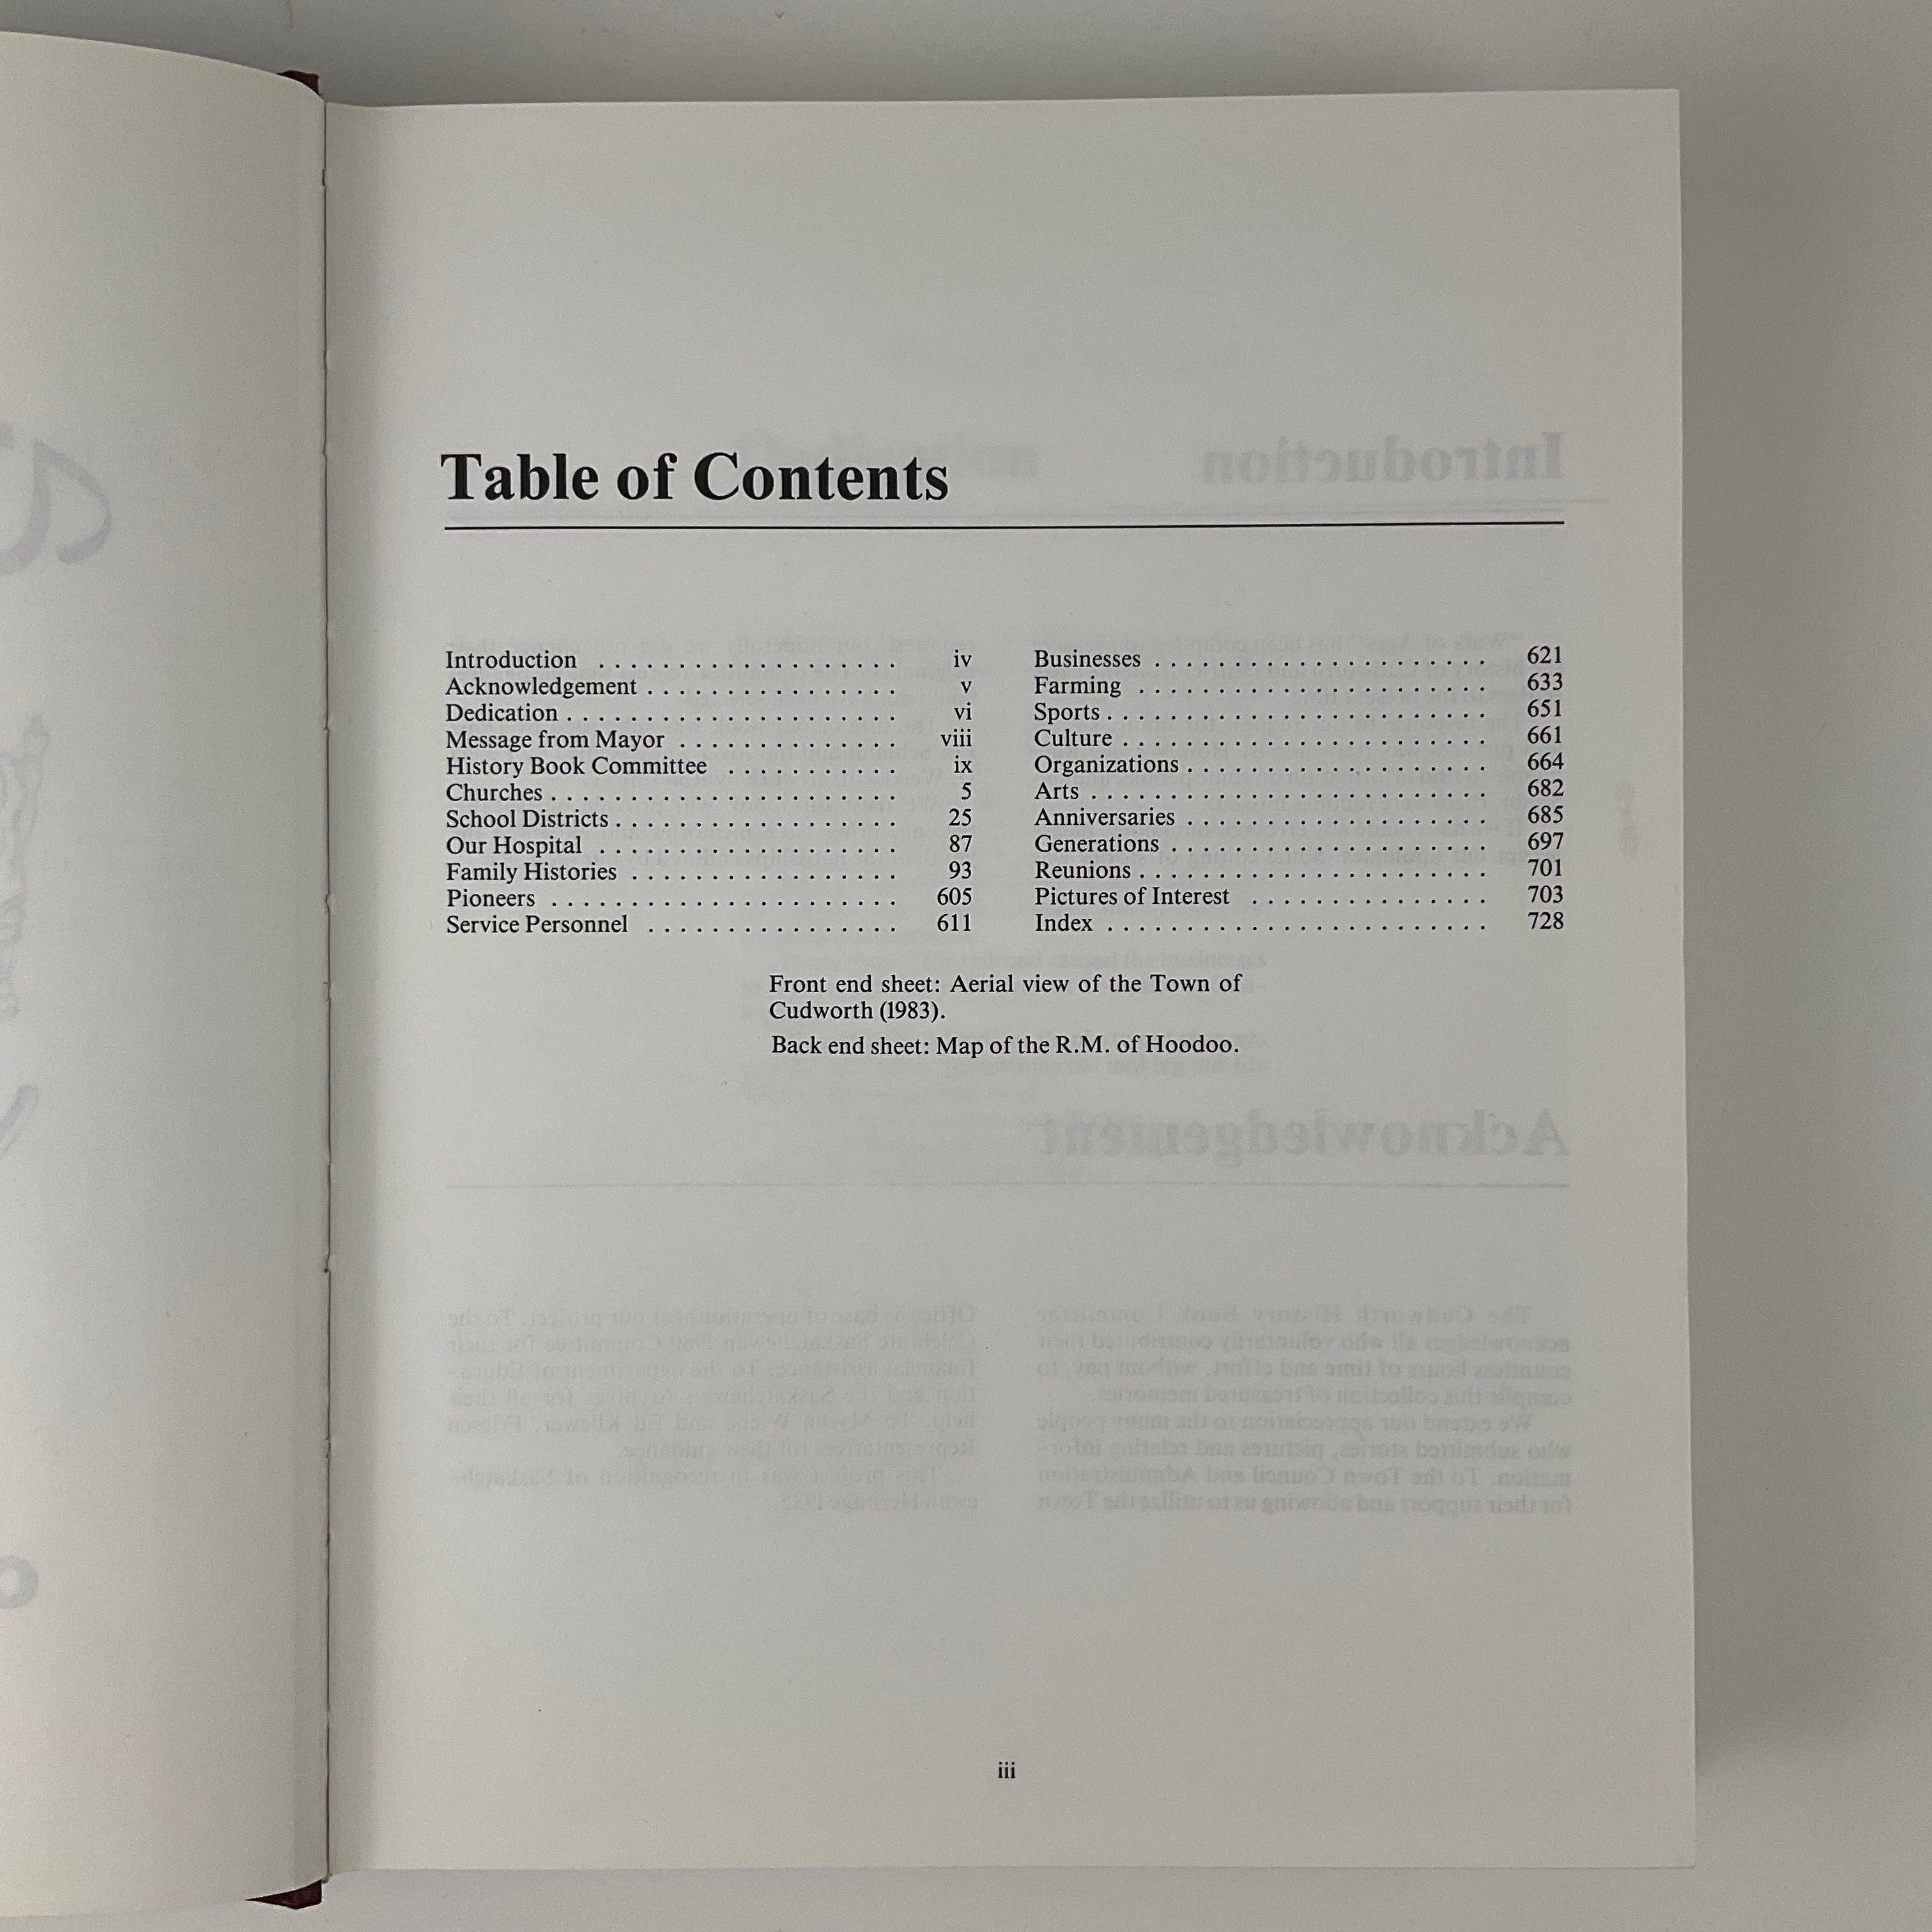 Table of Contents
Introduction . . . . . . . . . . . . . . . . . . . iv
Acknowledgement . . . . . . . . . . . . . . . . v
Dedication . . . . . . . . . . . . . . . . . . . . . vi
Message from Mayor . . . . . . . . . . . . . . viii
History Book Committee . . . . . . . . . . . ix
Churches . . . . . . . . . . . . . . . . . . . . . . 5
School Districts . . . . . . . . . . . . . . . . . . 25
Our Hospital . . . . . . . . . . . . . . . . . . . 87
Family Histories . . . . . . . . . . . . . . . . . 93
Pioneers . . . . . . . . . . . . . . . . . . . . . . 605
Service Personnel . . . . . . . . . . . . . . . . 611
Businesses . . . . . . . . . . . . . . . . . . . . . 621
Farming . . . . . . . . . . . . . . . . . . . . . . 633
Sports . . . . . . . . . . . . . . . . . . . . . . . . 651
Culture . . . . . . . . . . . . . . . . . . . . . . . 661
Organizations . . . . . . . . . . . . . . . . . . . 664
Arts . . . . . . . . . . . . . . . . . . . . . . . . . 682
Anniversaries . . . . . . . . . . . . . . . . . . . 685
Generations . . . . . . . . . . . . . . . . . . . . 697
Reunions . . . . . . . . . . . . . . . . . . . . . . 701
Pictures of Interest . . . . . . . . . . . . . . . 703
Index . . . . . . . . . . . . . . . . . . . . . . . . 728
Front end sheet: Aerial view of the Town of
Cudworth (1983).
Back end sheet: Map of the R.M. of Hoodoo.
iii